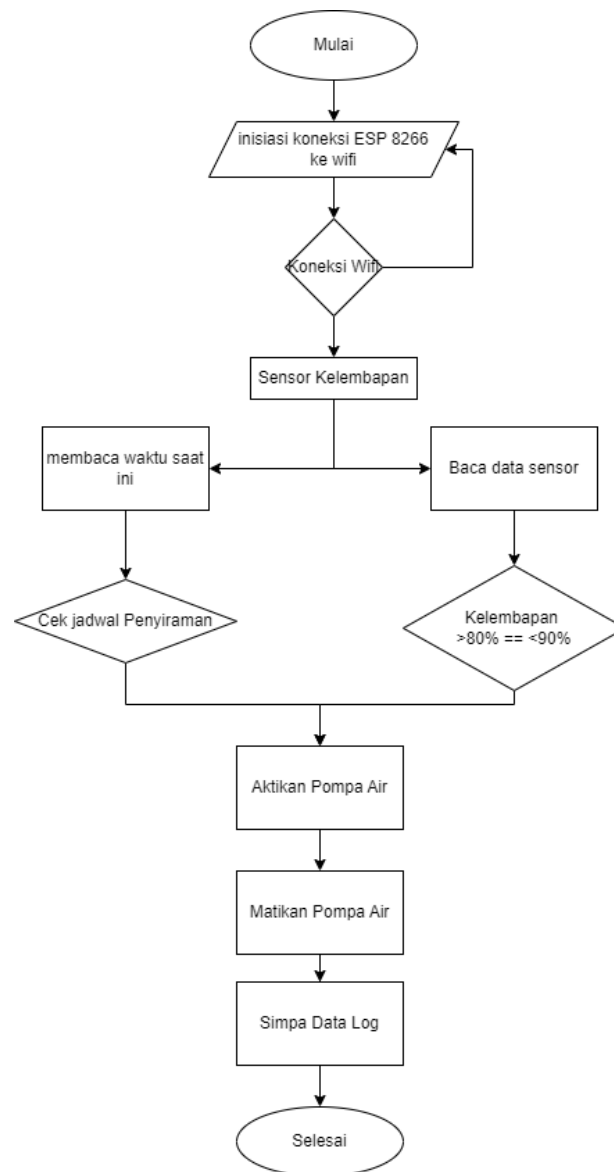 Mulai
inisiasi koneksi ESP 8266
ke wifi
Koneksi Wifi
Sensor Kelembapan
membaca waktu saat
ini
Baca data sensor
Cek jadwal Penyiraman
Kelembapan
>80% == <90%
Aktikan Pompa Air
Matikan Pompa Air
Simpa Data Log
Selesai